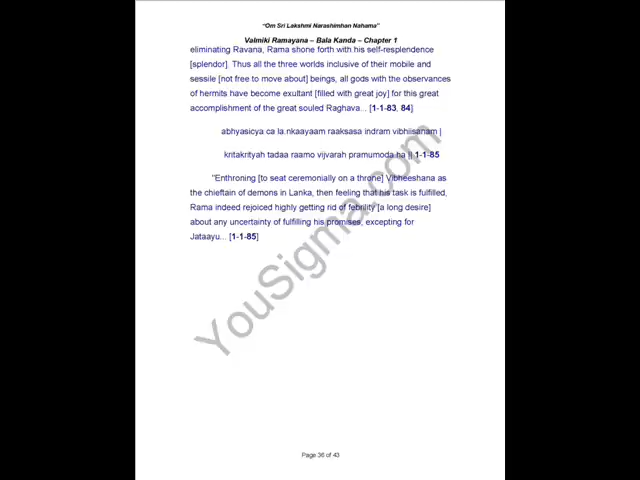 “Om Sri Lakshmi Narashimhan Nahama”
Valmiki Ramayana – Bala Kanda – Chapter 1
eliminating Ravana, Rama shone forth with his self-resplendence
[splendor]. Thus all the three worlds inclusive of their mobile and
sessile [not free to move about] beings, all gods with the observances
of hermits have become exultant [filled with great joy] for this great
accomplishment of the great souled Raghava... [1-1-83, 84]
abhyasicya ca la.nkaayaam raaksasa indram vibhiisanam |
kritakrityah tadaa raamo vijvarah pramumoda ha || 1-1-85
"Enthroning [to seat ceremonially on a throne] Vibheeshana as
the chieftain of demons in Lanka, then feeling that his task is fulfilled,
Rama indeed rejoiced highly getting rid of febrility [a long desire]
about any uncertainty of fulfilling his promises, excepting for
Jataayu... [1-1-85]
YouSigma.com
Page 36 of 43